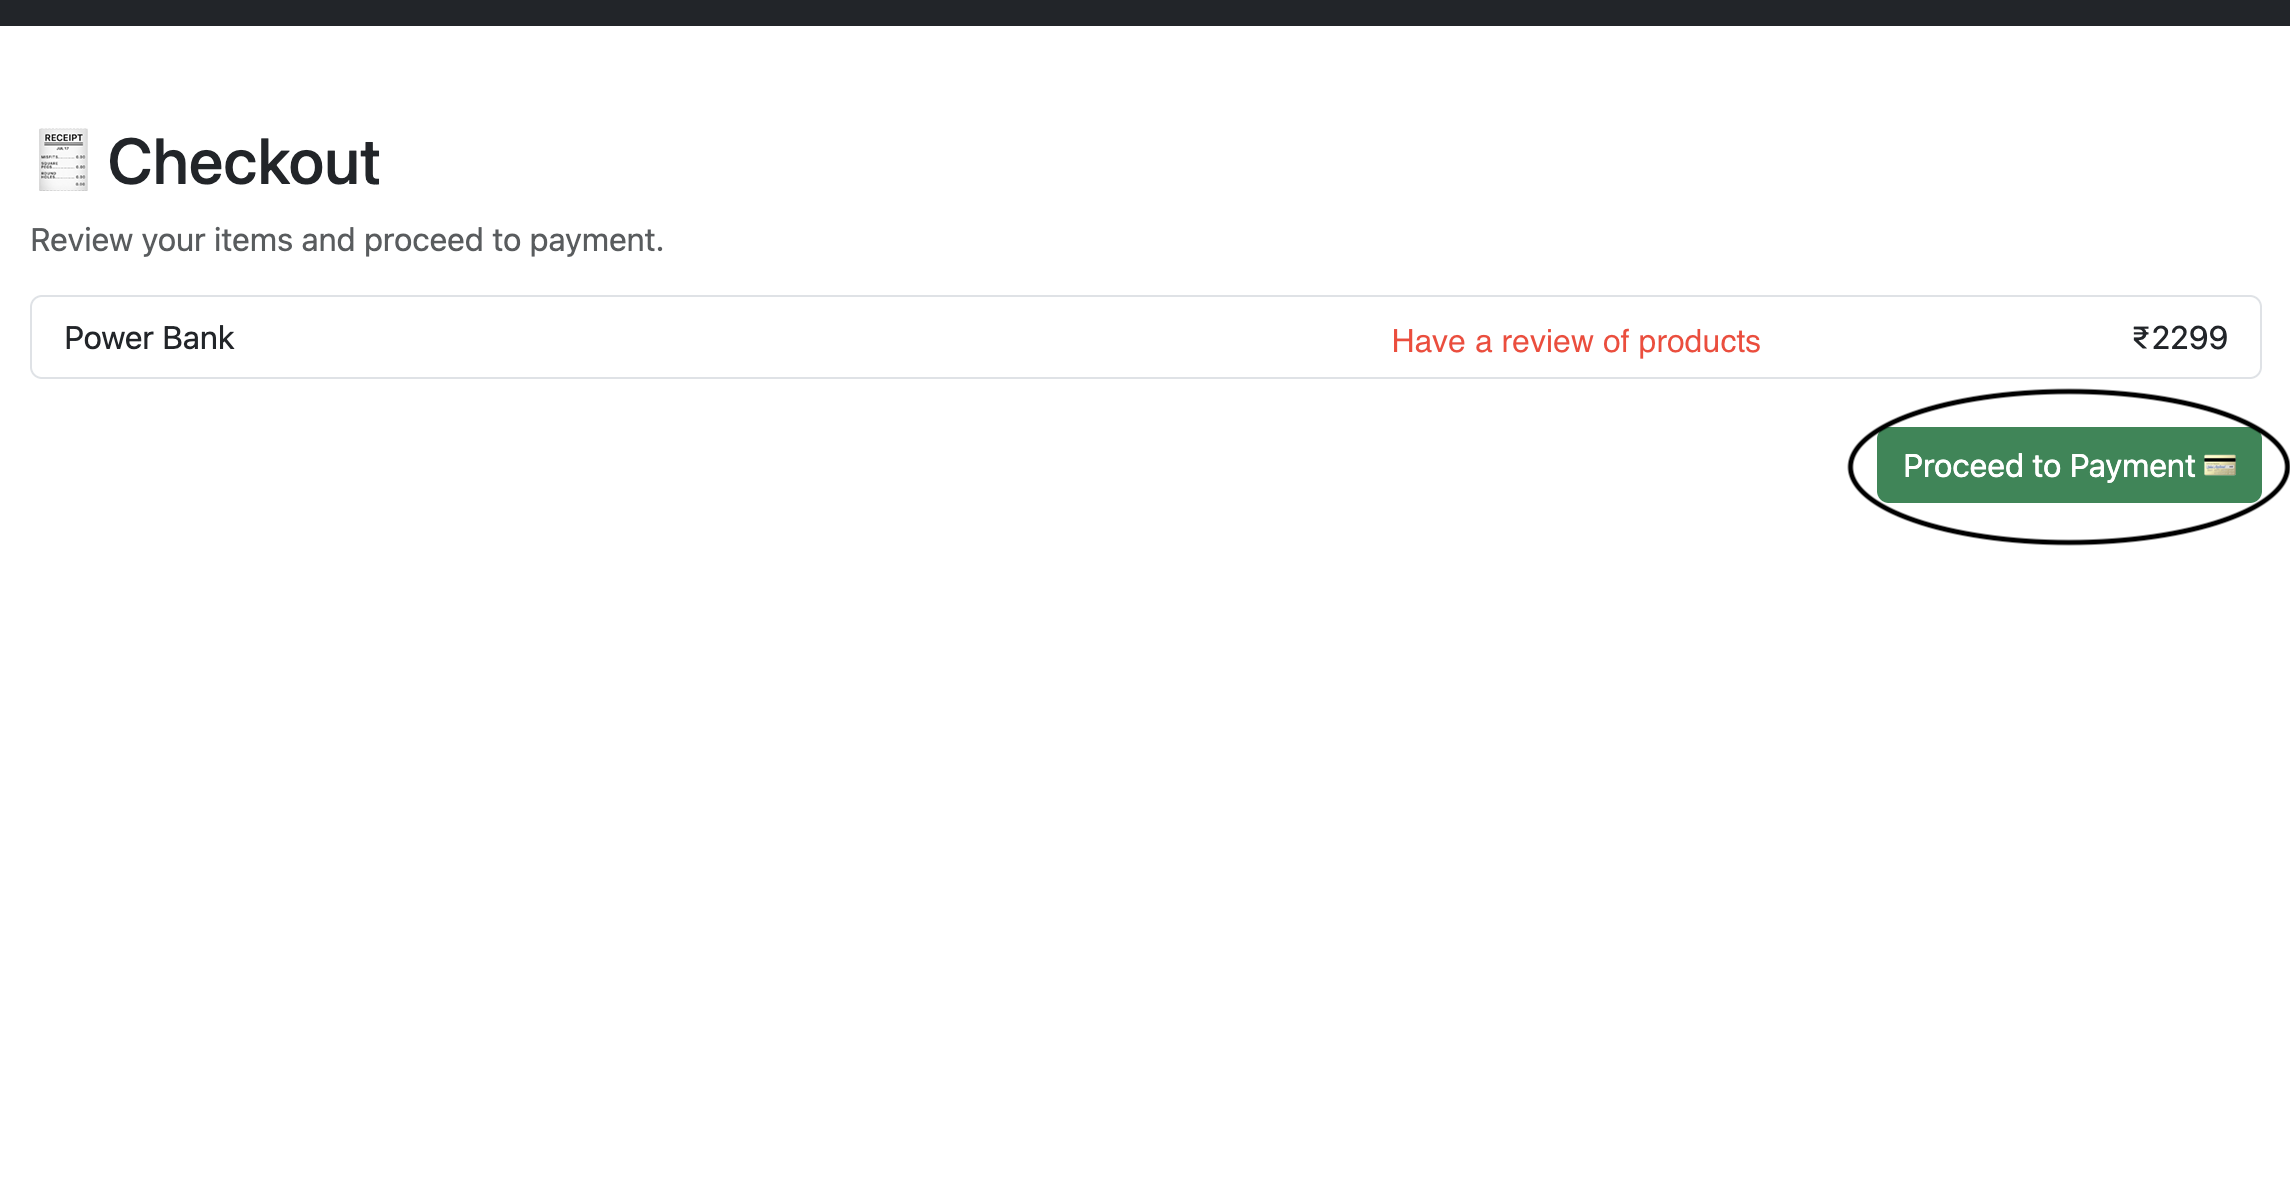 RECEIPT
Checkout
Review your items and proceed to payment.
Power Bank
Have a review of products
₹2299
Proceed to Payment